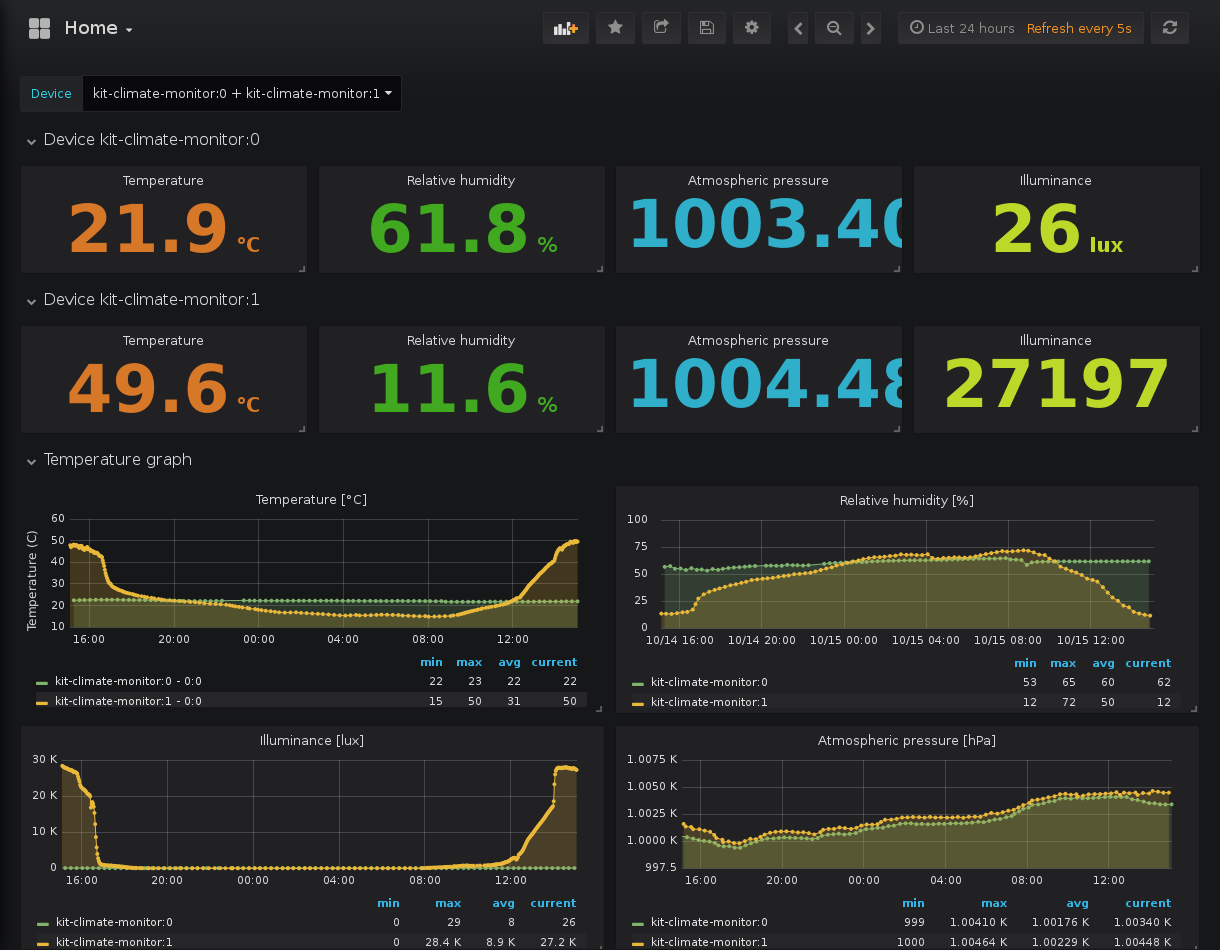 Home
Last 24 hours Refresh every 5s
Device kit-climate-monitor:0 + kit-climate-monitor:1
Device kit-climate-monitor:0
Temperature Relative humidity Atmospheric pressure Illuminance
21.9 °C 61.8 % 1003.40 26 lux
Device kit-climate-monitor:1
Temperature Relative humidity Atmospheric pressure Illuminance
49.6 °C 11.6 % 1004.48 27197
Temperature graph
Temperature [°C]
Temperature (C)
60
50
40
30
20
10
16:00 20:00 00:00 04:00 08:00 12:00
min max avg current
kit-climate-monitor:0 - 0:0 22 23 22 22
kit-climate-monitor:1 - 0:0 15 50 31 50
Relative humidity [%]
100
75
50
25
0
10/14 16:00 10/14 20:00 10/15 00:00 10/15 04:00 10/15 08:00 10/15 12:00
min max avg current
kit-climate-monitor:0 53 65 60 62
kit-climate-monitor:1 12 72 50 12
Illuminance [lux]
30 K
20 K
10 K
0
16:00 20:00 00:00 04:00 08:00 12:00
min max avg current
kit-climate-monitor:0 0 29 8 26
kit-climate-monitor:1 0 28.4 K 8.9 K 27.2 K
Atmospheric pressure [hPa]
1.0075 K
1.0050 K
1.0025 K
1.0000 K
997.5
16:00 20:00 00:00 04:00 08:00 12:00
min max avg current
kit-climate-monitor:0 999 1.00410 K 1.00176 K 1.00340 K
kit-climate-monitor:1 1000 1.00464 K 1.00229 K 1.00448 K